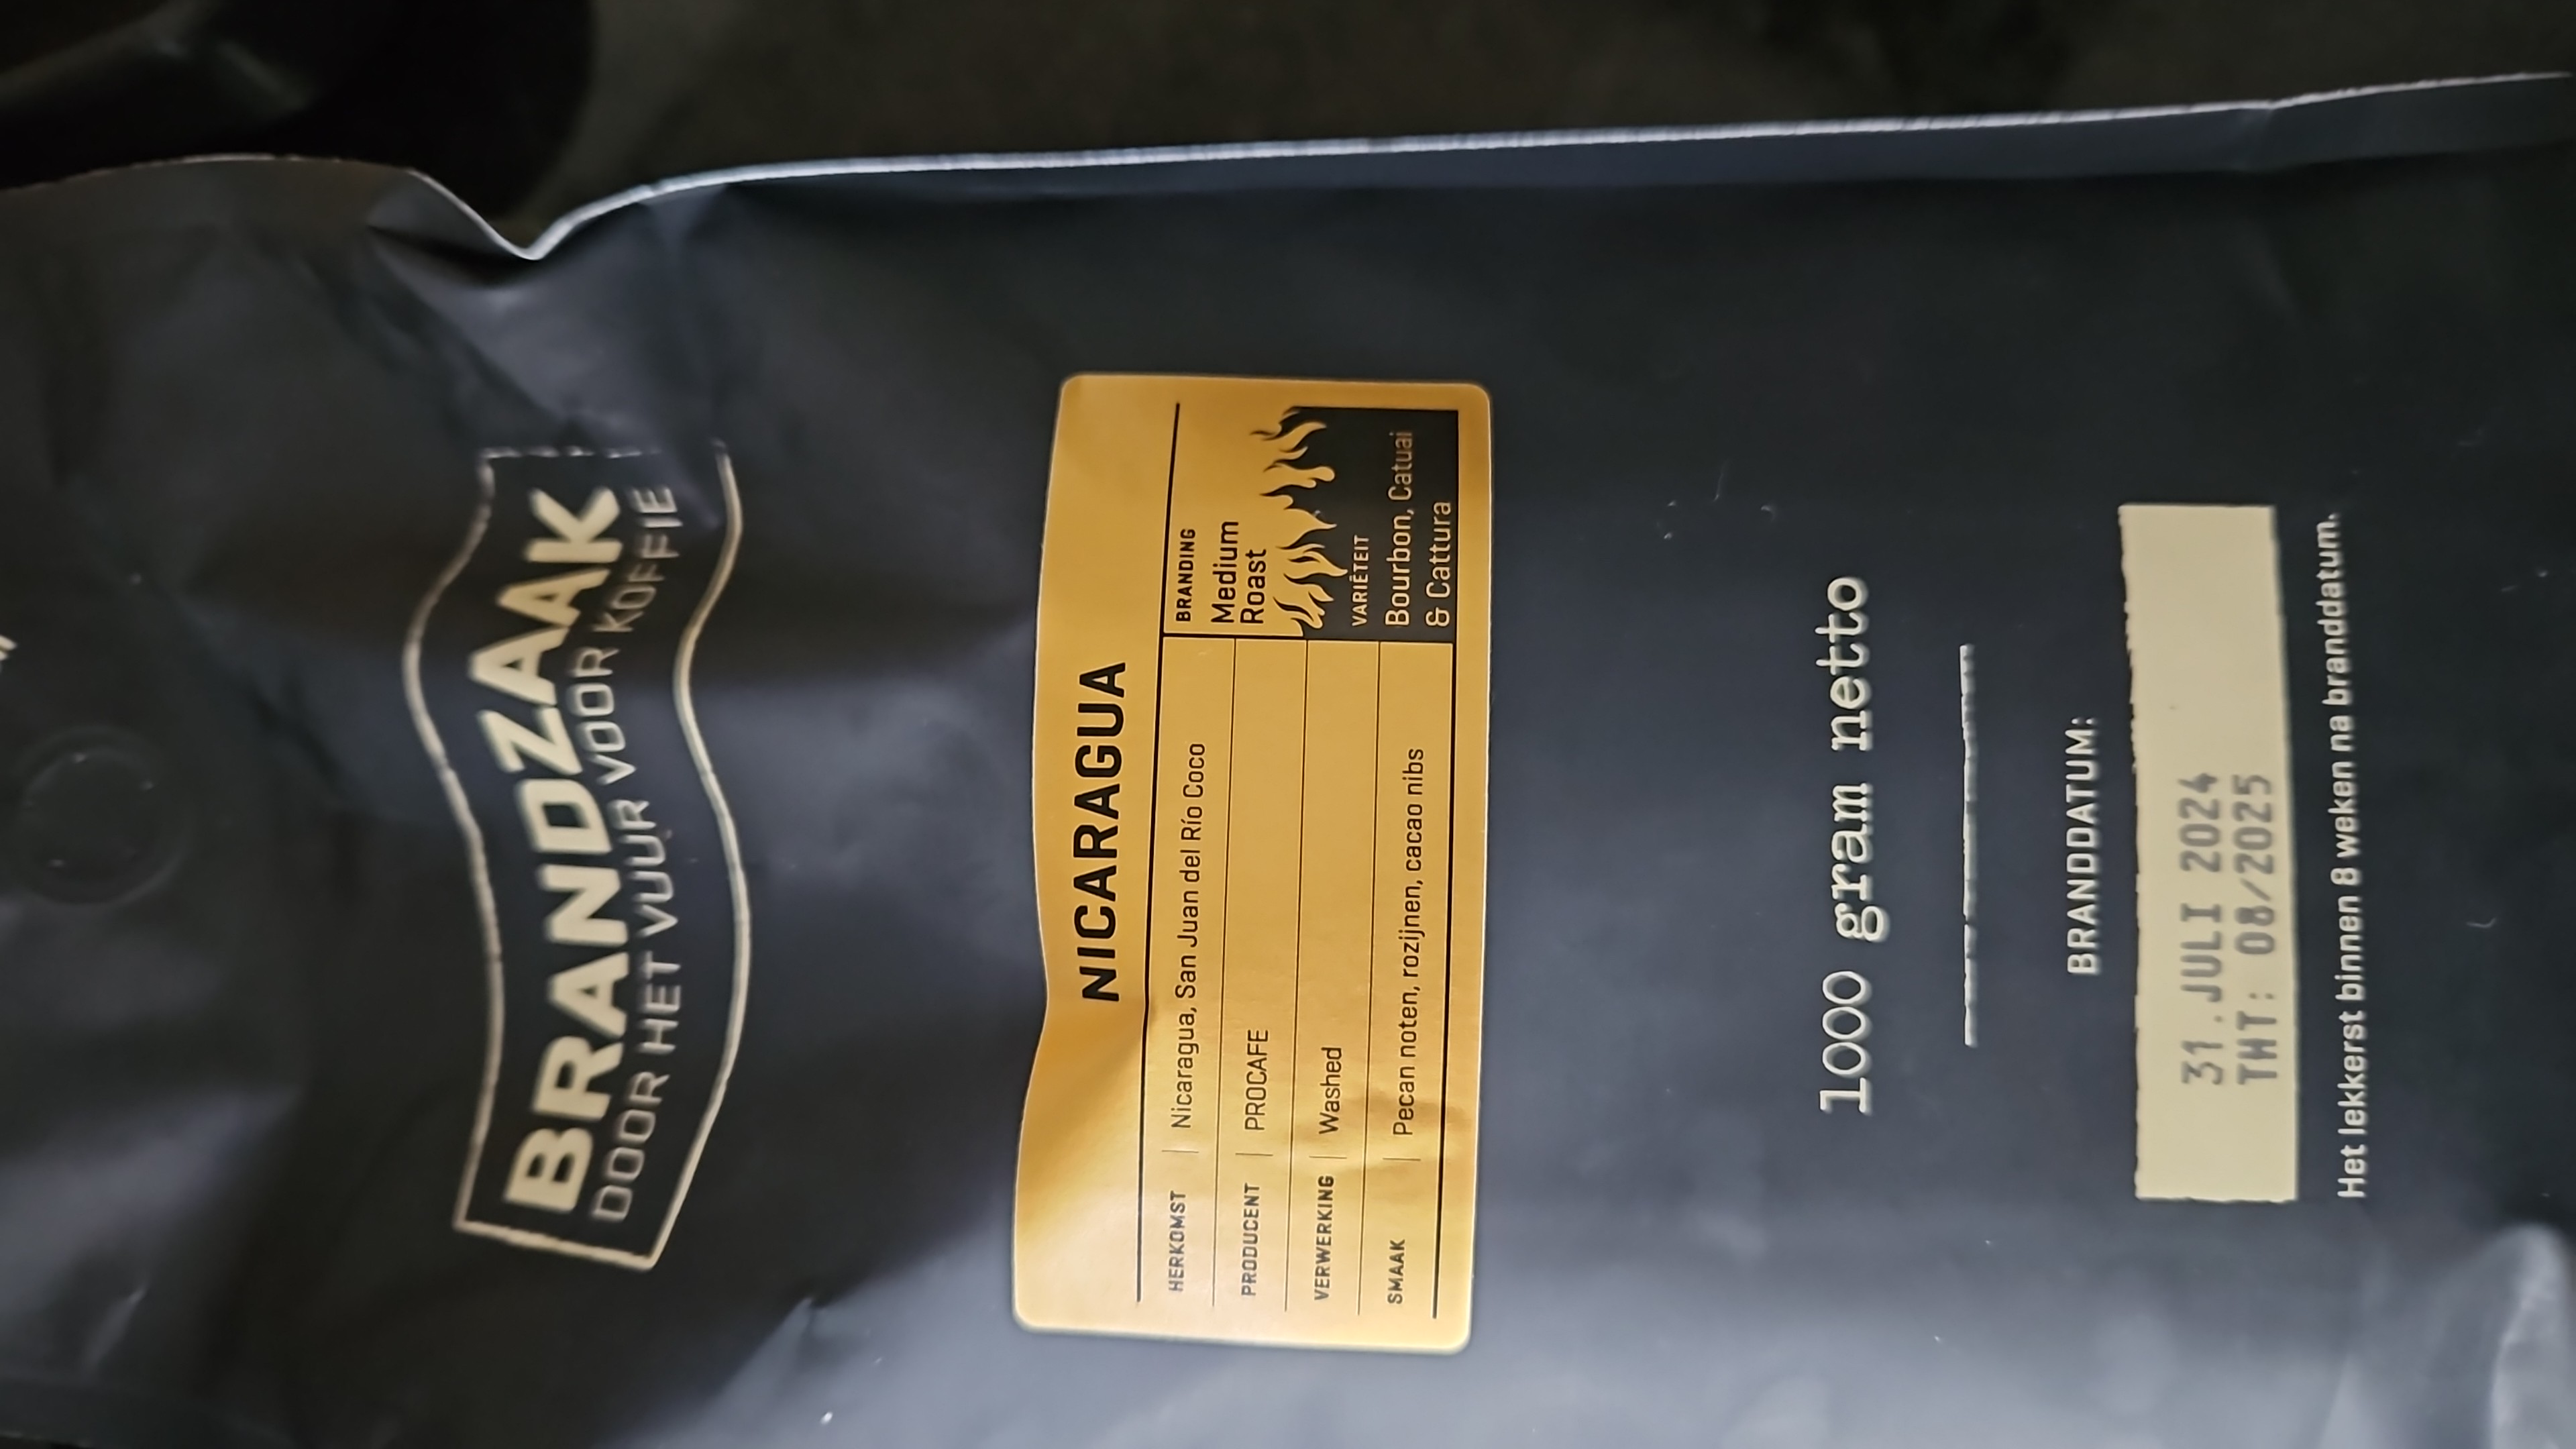 BRANDZAAK
DOOR HET VUUR VOOR KOFFIE
NICARAGUA
HERKOMST | Nicaragua, San Juan del Río Coco
PRODUCENT | PROCAFE
VERWERKING | Washed
SMAAK | Pecan noten, rozijnen, cacao nibs
BRANDING
Medium
Roast
VARIËTEIT
Bourbon, Catuai
& Cattura
1000 gram netto
BRANDDATUM:
31.JULI 2024
THT: 08/2025
Het lekkerst binnen 8 weken na branddatum.